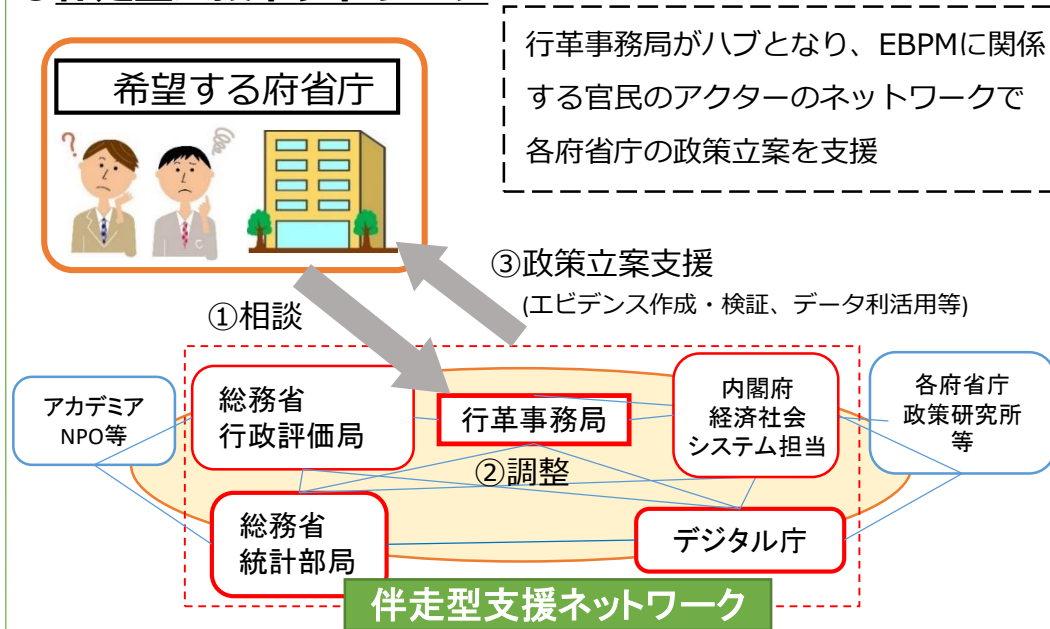 行革事務局がハブとなり、EBPMに関係
する官民のアクターのネットワークで
各府省庁の政策立案を支援
希望する府省庁
?
③政策立案支援
(エビデンス作成・検証、データ利活用等)
①相談
アカデミア
NPO等
総務省
行政評価局
行革事務局
内閣府
経済社会
システム担当
各府省庁
政策研究所
等
②調整
総務省
統計部局
デジタル庁
伴走型支援ネットワーク